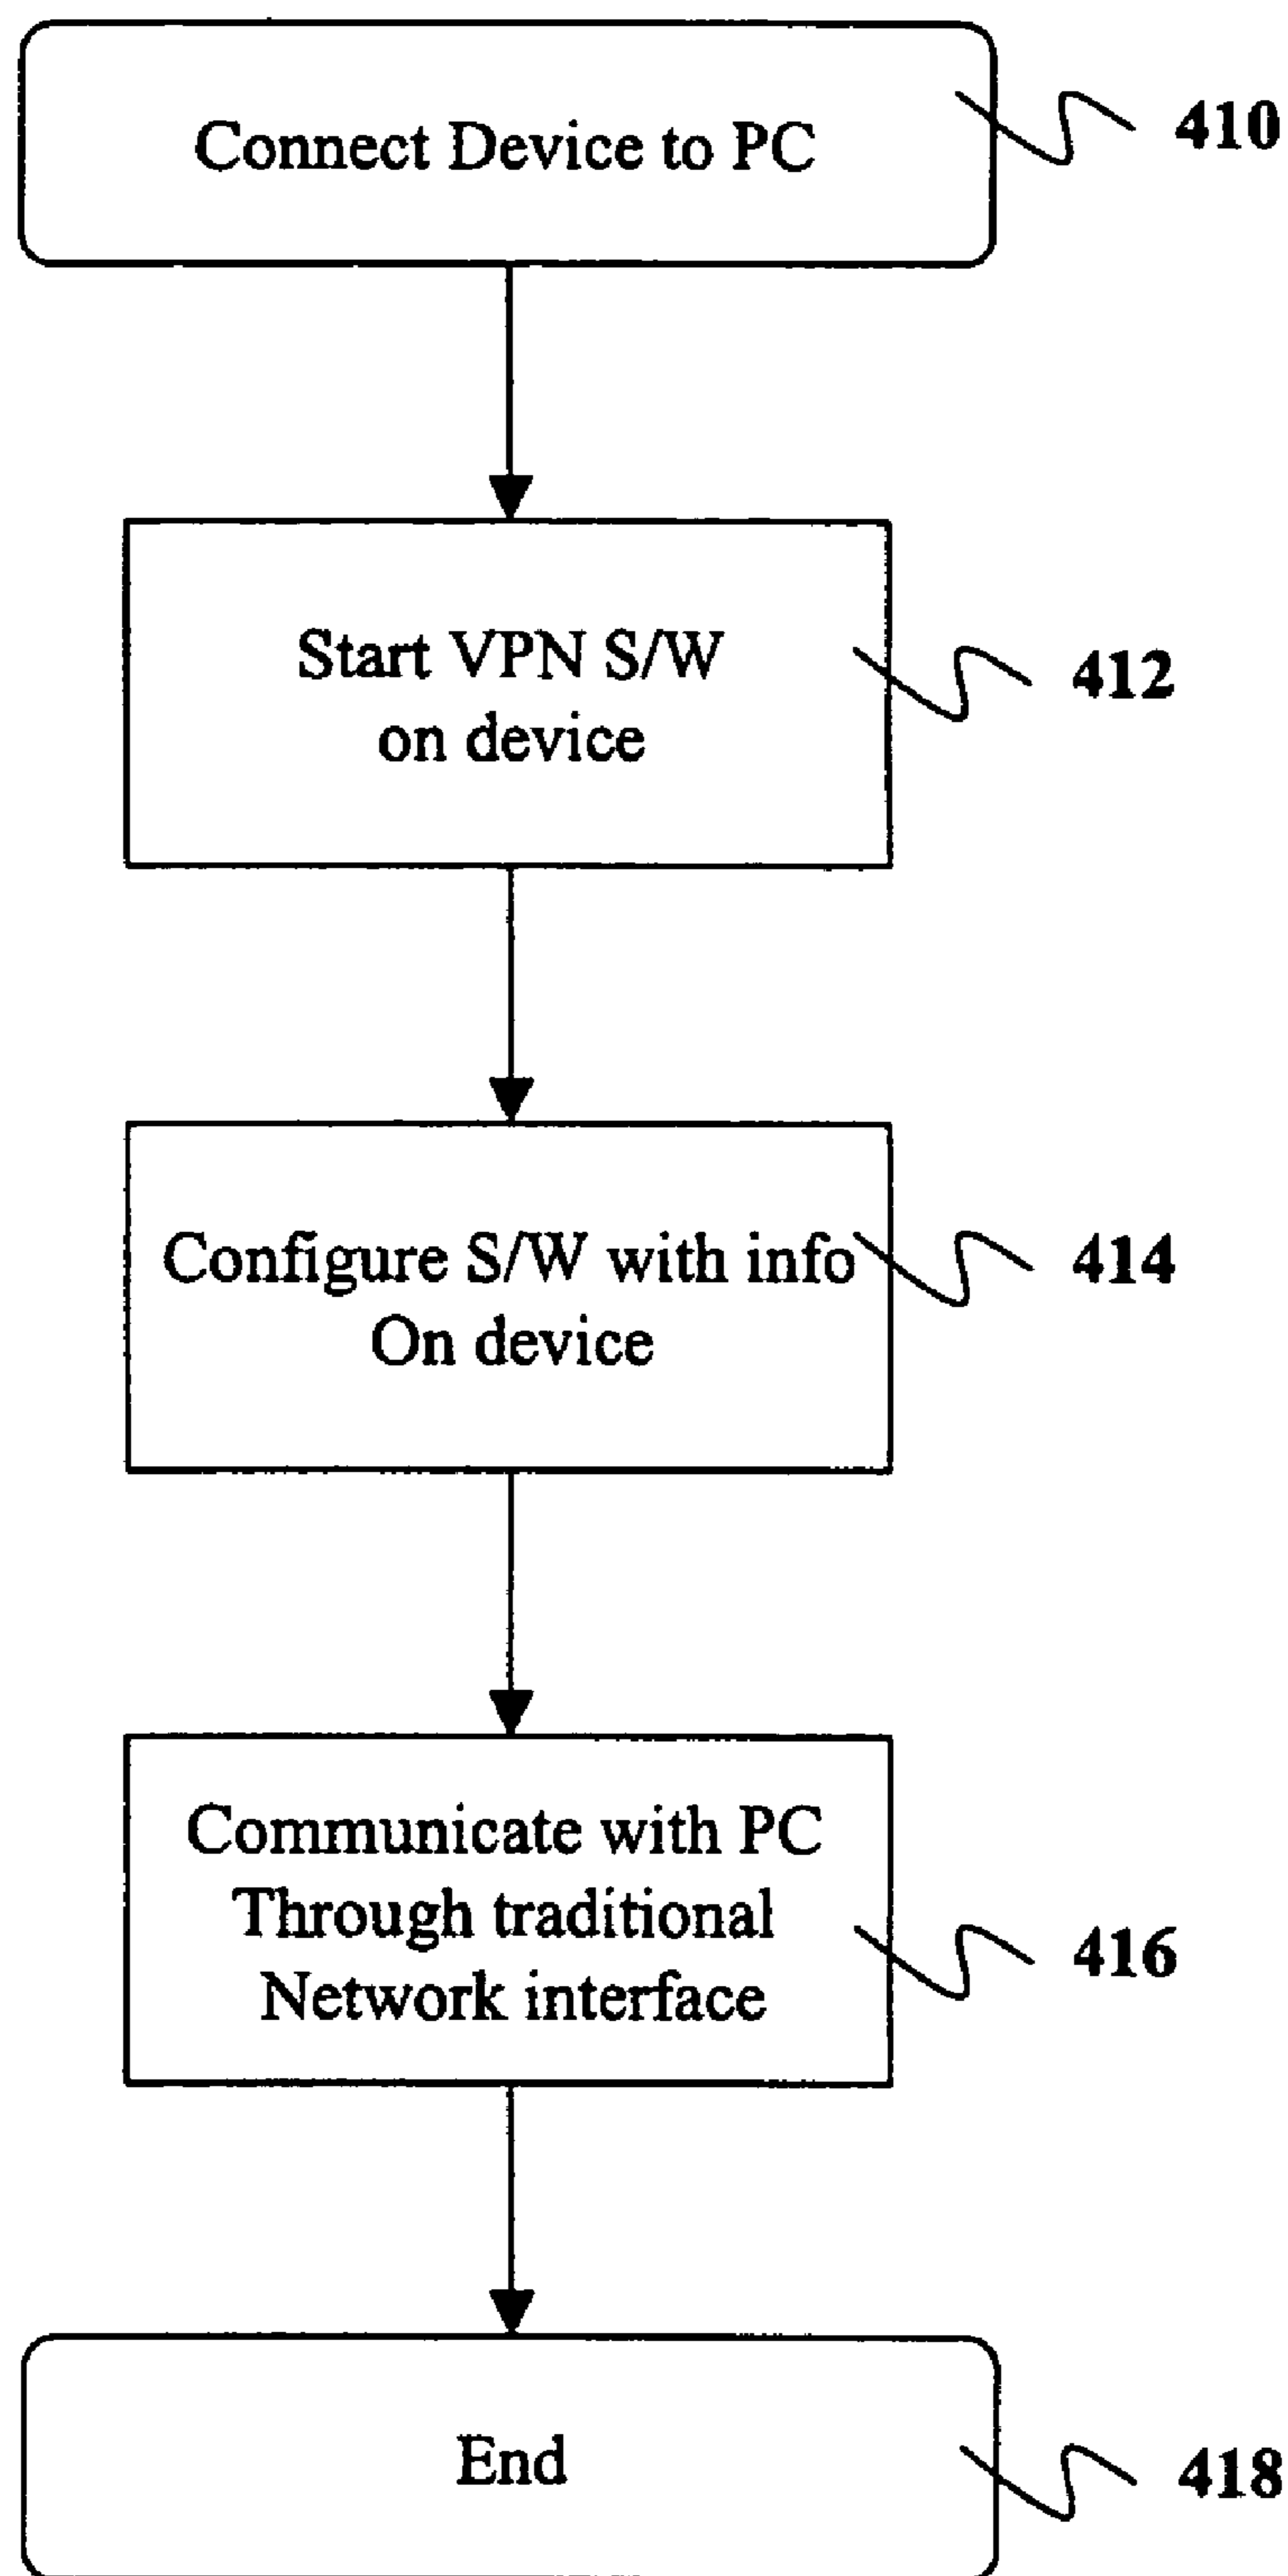 Connect Device to PC
410
Start VPN S/W
on device
412
Configure S/W with info
On device
414
Communicate with PC
Through traditional
Network interface
416
End
418